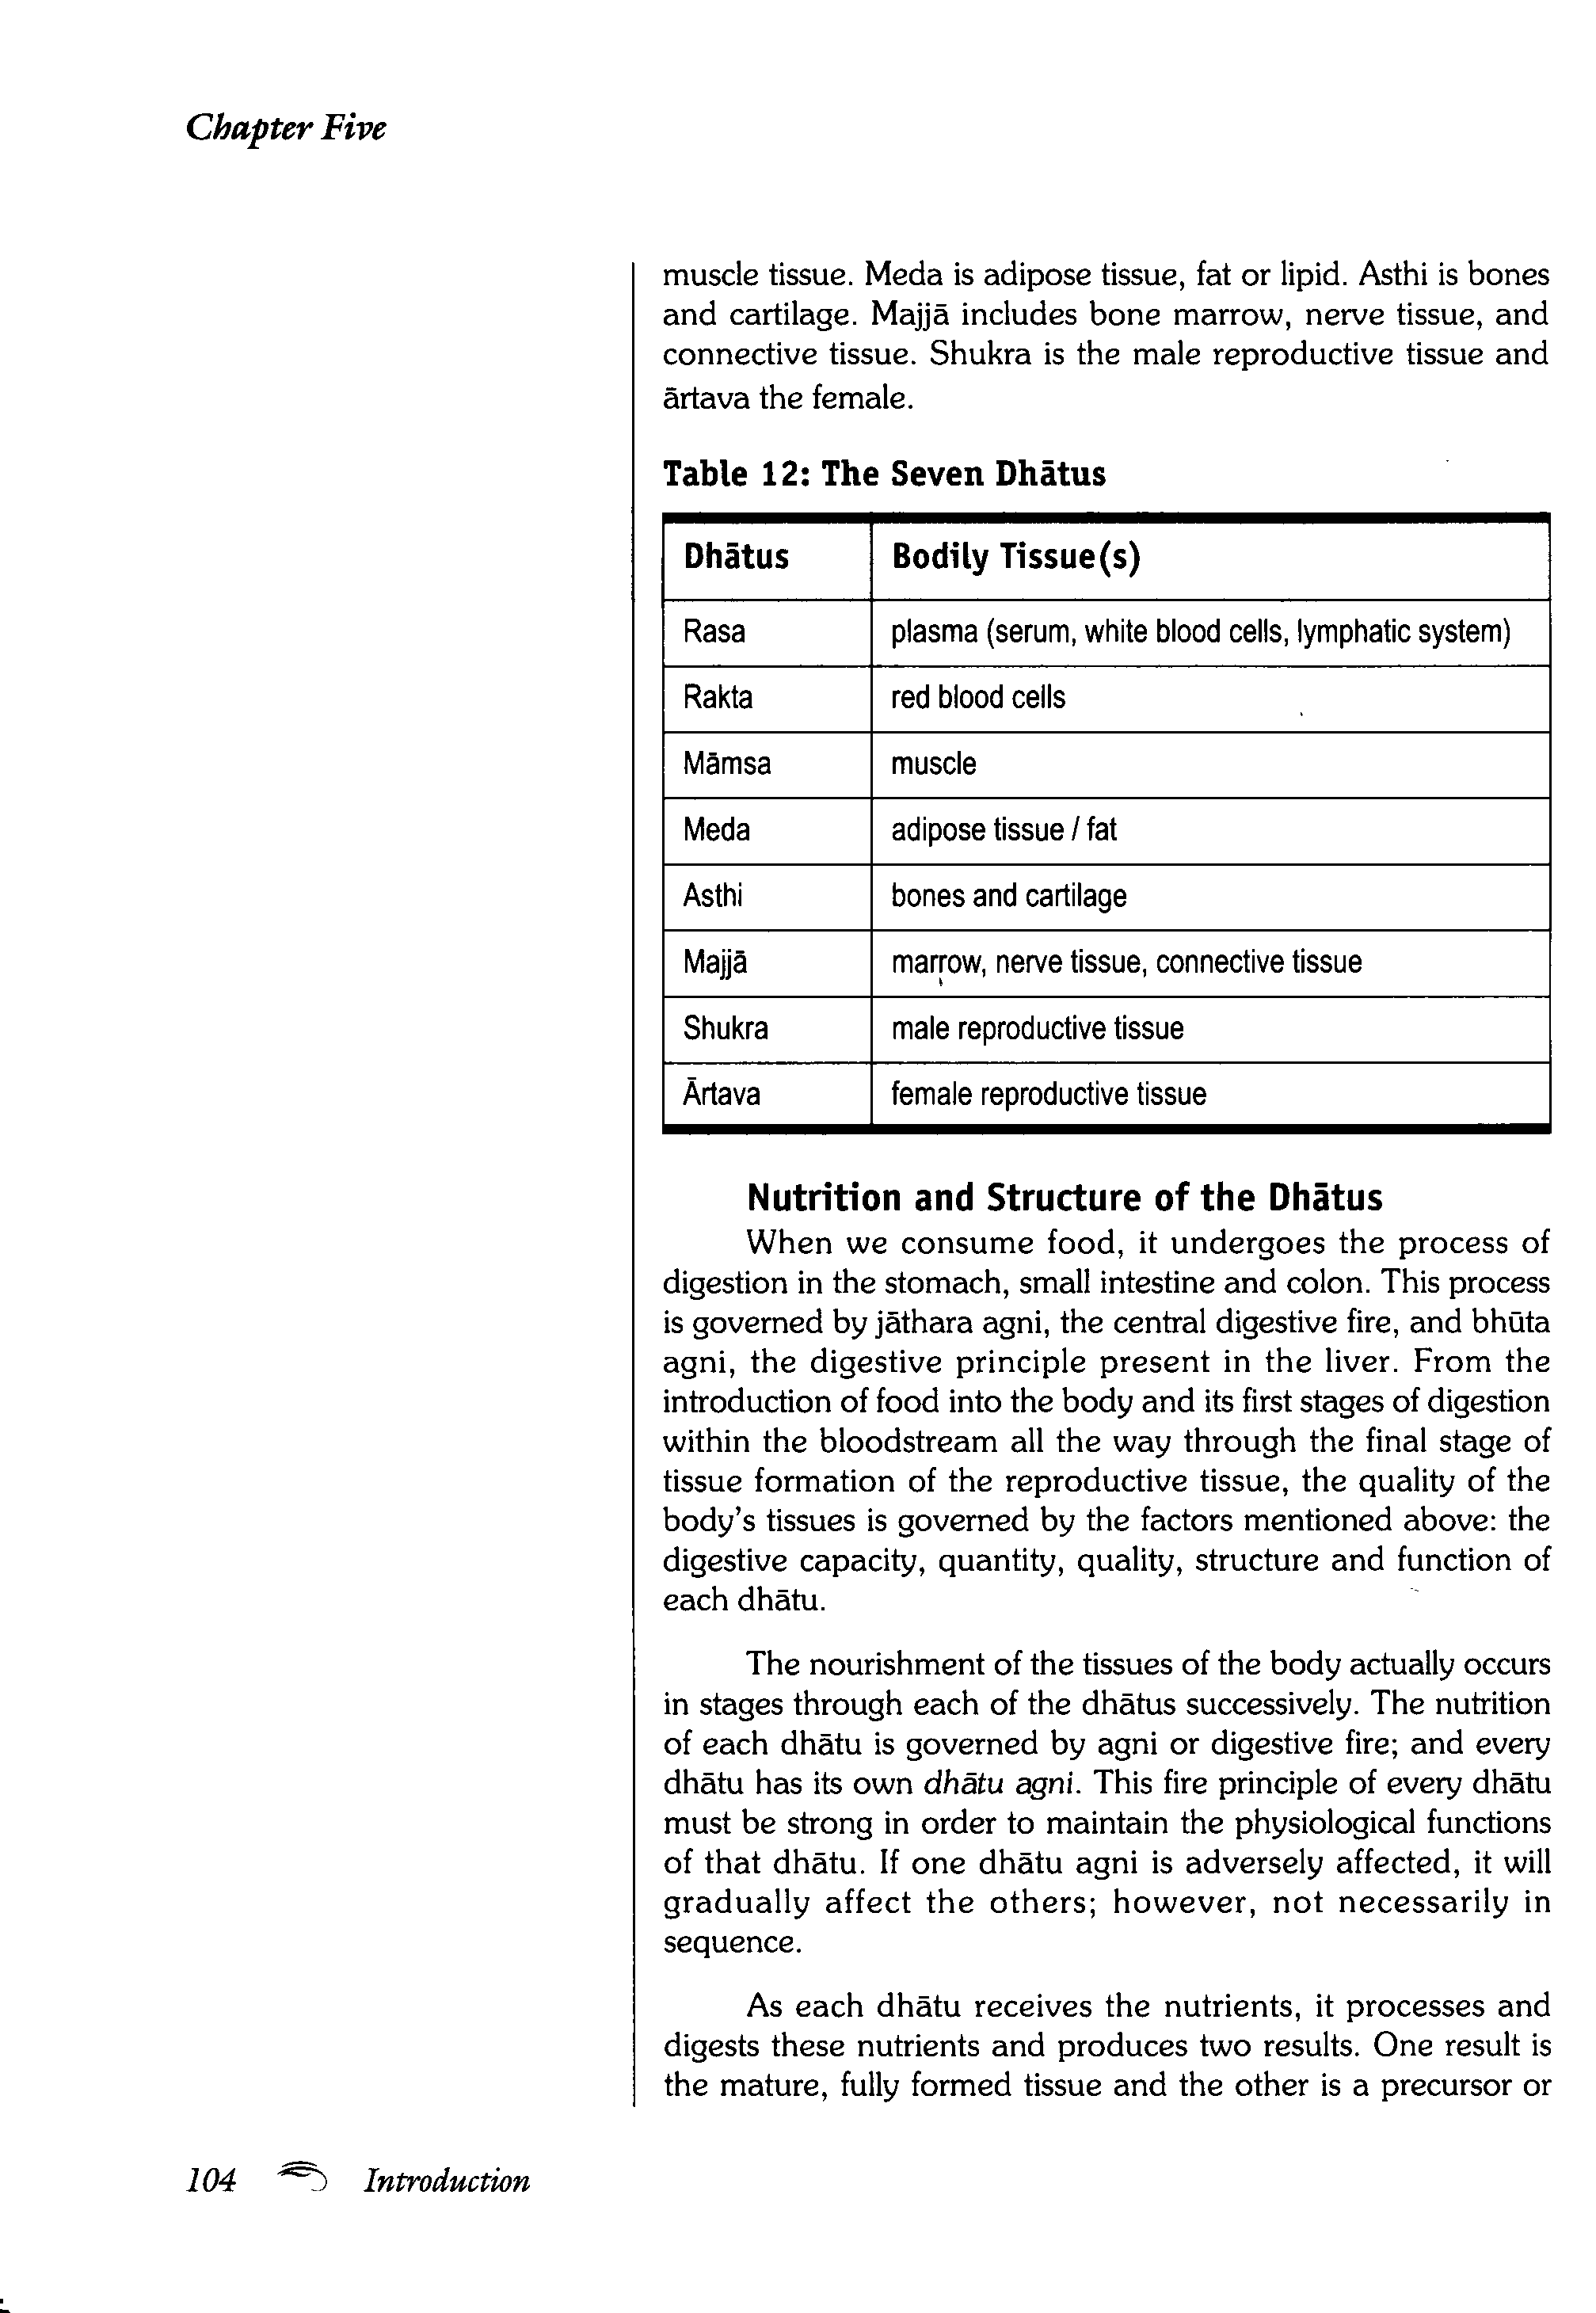 Chapter Five
muscle tissue. Meda is adipose tissue, fat or lipid. Asthi is bones
and cartilage. Majjā includes bone marrow, nerve tissue, and
connective tissue. Shukra is the male reproductive tissue and
ārtava the female.
Table 12: The Seven Dhātus
Dhātus Bodily Tissue(s)
Rasa plasma (serum, white blood cells, lymphatic system)
Rakta red blood cells
Māmsa muscle
Meda adipose tissue / fat
Asthi bones and cartilage
Majjā marrow, nerve tissue, connective tissue
Shukra male reproductive tissue
Ārtava female reproductive tissue
Nutrition and Structure of the Dhātus
When we consume food, it undergoes the process of
digestion in the stomach, small intestine and colon. This process
is governed by jāthara agni, the central digestive fire, and bhūta
agni, the digestive principle present in the liver. From the
introduction of food into the body and its first stages of digestion
within the bloodstream all the way through the final stage of
tissue formation of the reproductive tissue, the quality of the
body's tissues is governed by the factors mentioned above: the
digestive capacity, quantity, quality, structure and function of
each dhātu.
The nourishment of the tissues of the body actually occurs
in stages through each of the dhātus successively. The nutrition
of each dhātu is governed by agni or digestive fire; and every
dhātu has its own dhātu agni. This fire principle of every dhātu
must be strong in order to maintain the physiological functions
of that dhātu. If one dhātu agni is adversely affected, it will
gradually affect the others; however, not necessarily in
sequence.
As each dhātu receives the nutrients, it processes and
digests these nutrients and produces two results. One result is
the mature, fully formed tissue and the other is a precursor or
104 Introduction